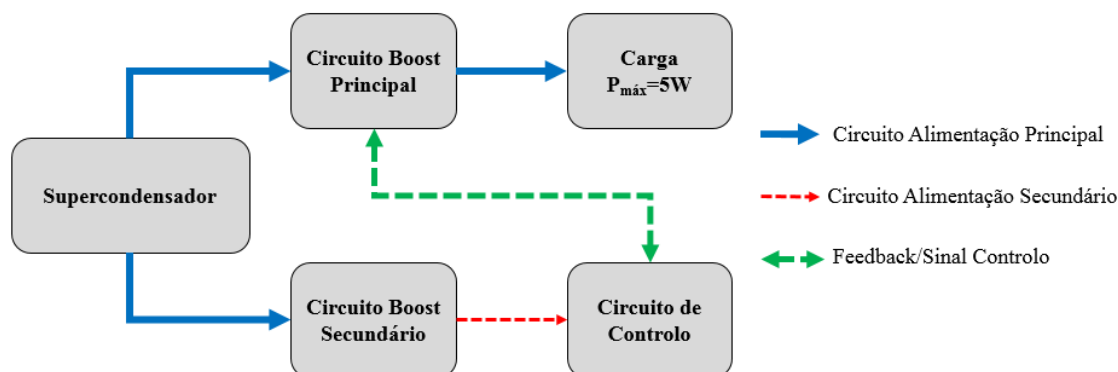 Circuito Boost
Principal
Carga
Pmáx=5W
Supercondensador
Circuito Boost
Secundário
Circuito de
Controlo
Circuito Alimentação Principal
Circuito Alimentação Secundário
Feedback/Sinal Controlo